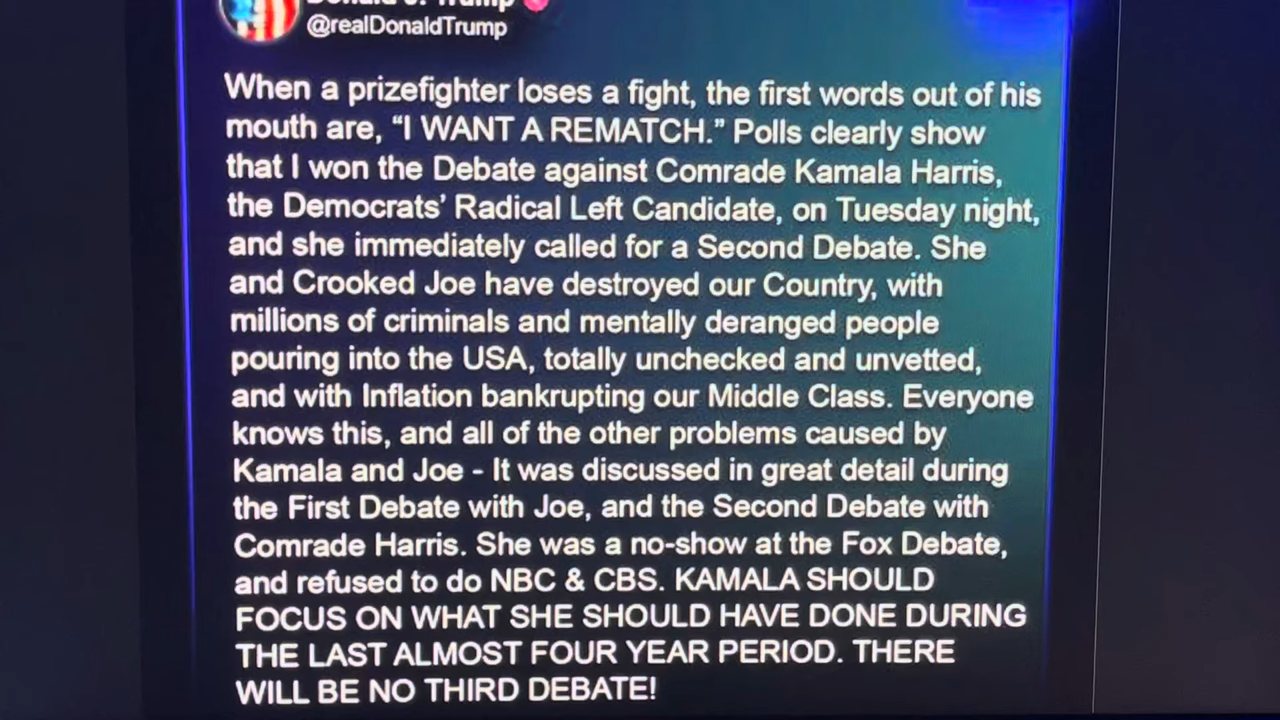 @realDonaldTrump
When a prizefighter loses a fight, the first words out of his
mouth are, “I WANT A REMATCH.” Polls clearly show
that I won the Debate against Comrade Kamala Harris,
the Democrats’ Radical Left Candidate, on Tuesday night,
and she immediately called for a Second Debate. She
and Crooked Joe have destroyed our Country, with
millions of criminals and mentally deranged people
pouring into the USA, totally unchecked and unvetted,
and with Inflation bankrupting our Middle Class. Everyone
knows this, and all of the other problems caused by
Kamala and Joe - It was discussed in great detail during
the First Debate with Joe, and the Second Debate with
Comrade Harris. She was a no-show at the Fox Debate,
and refused to do NBC & CBS. KAMALA SHOULD
FOCUS ON WHAT SHE SHOULD HAVE DONE DURING
THE LAST ALMOST FOUR YEAR PERIOD. THERE
WILL BE NO THIRD DEBATE!